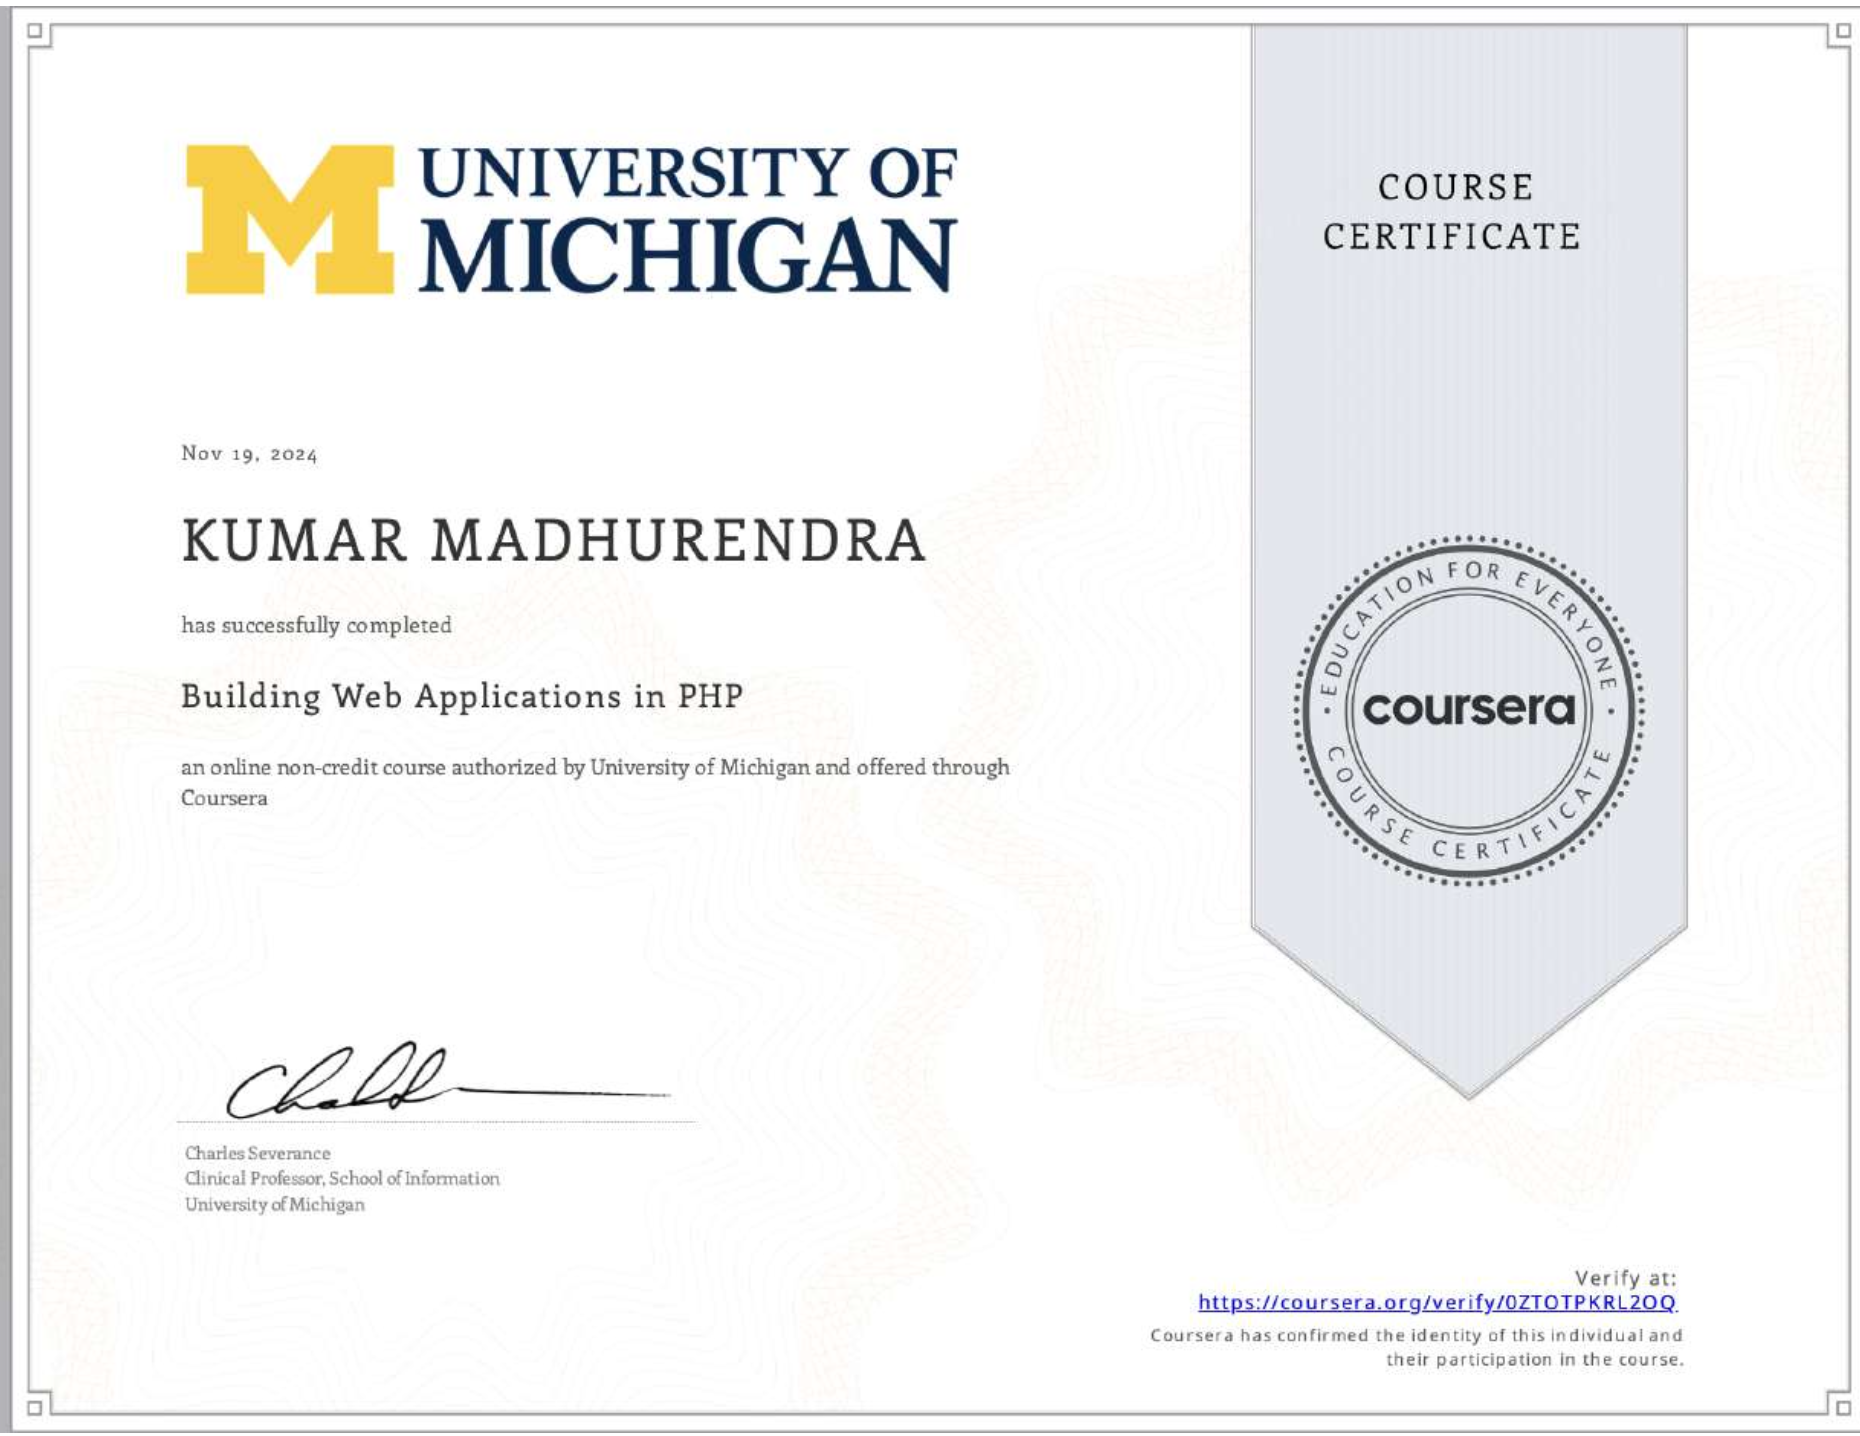 UNIVERSITY OF
MICHIGAN
COURSE
CERTIFICATE
Nov 19, 2024
KUMAR MADHURENDRA
has successfully completed
Building Web Applications in PHP
an online non-credit course authorized by University of Michigan and offered through
Coursera
EDUCATION FOR EVERYONE
coursera
COURSE CERTIFICATE
Charles Severance
Clinical Professor, School of Information
University of Michigan
Verify at:
https://coursera.org/verify/0ZTOTPKRL2OQ
Coursera has confirmed the identity of this individual and
their participation in the course.